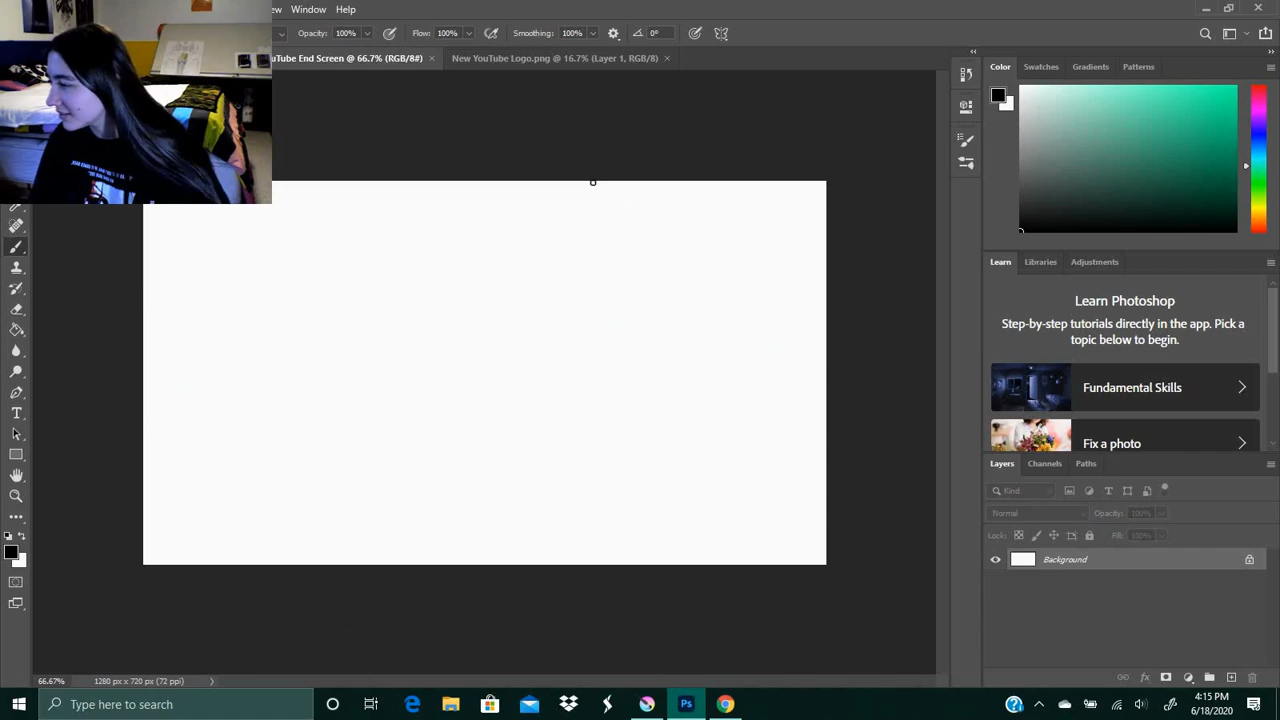 ew Window Help
Opacity: 100% Flow: 100% Smoothing: 100% 0°
uTube End Screen @ 66.7% (RGB/8#) × New YouTube Logo.png @ 16.7% (Layer 1, RGB/8) ×
Color Swatches Gradients Patterns
Learn Libraries Adjustments
Learn Photoshop
Step-by-step tutorials directly in the app. Pick a
topic below to begin.
Fundamental Skills
Fix a photo
Layers Channels Paths
Kind
Normal Opacity: 100%
Locks: Fill: 100%
Background
66.67% 1280 px x 720 px (72 ppi)
Type here to search
Ps
4:15 PM
6/18/2020